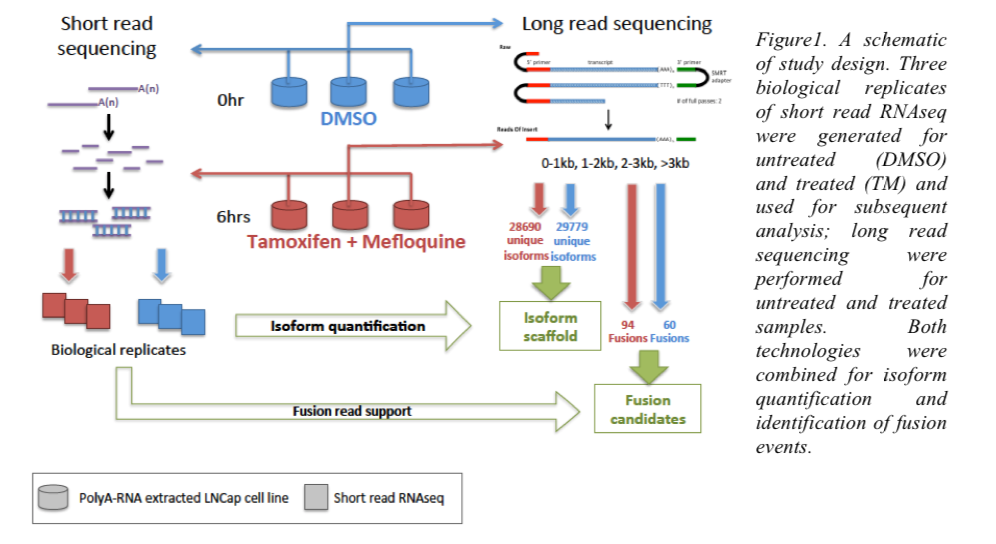 Short read
sequencing
A(n)
A(n)
0hr
DMSO
6hrs
Tamoxifen + Mefloquine
Long read sequencing
Raw
5' primer
transcript
3' primer
(AAA)n
SMRT
adapter
(TTT)n
# of full passes: 2
Reads Of Insert
(AAA)n
0-1kb, 1-2kb, 2-3kb, >3kb
28690 29779
unique unique
isoforms isoforms
Isoform
scaffold
94 60
Fusions Fusions
Fusion
candidates
Biological replicates
Isoform quantification
Fusion read support
PolyA-RNA extracted LNCap cell line
Short read RNAseq
Figure1. A schematic
of study design. Three
biological replicates
of short read RNAseq
were generated for
untreated (DMSO)
and treated (TM) and
used for subsequent
analysis; long read
sequencing were
performed for
untreated and treated
samples. Both
technologies were
combined for isoform
quantification and
identification of fusion
events.